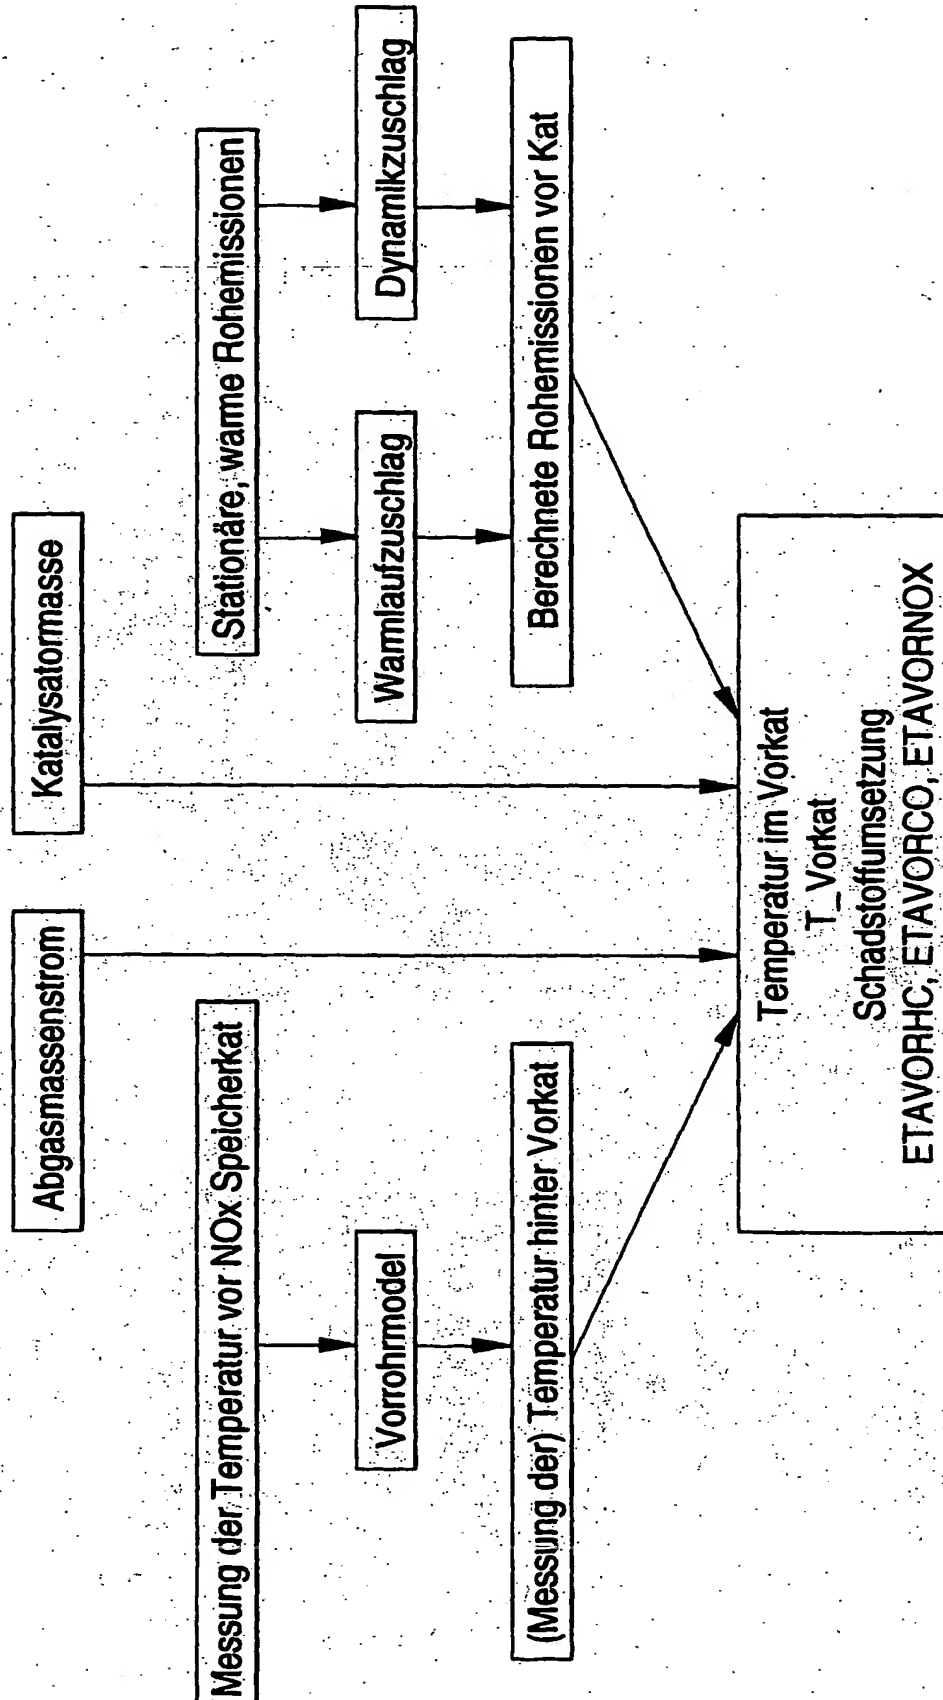 Abgasmassenstrom
Katalysatormasse
Messung der Temperatur vor NOx Speicherkat
Stationäre, warme Rohemissionen
Vorrohrmodel
Warmlaufzuschlag
Dynamikzuschlag
(Messung der) Temperatur hinter Vorkat
Berechnete Rohemissionen vor Kat
Temperatur im Vorkat
T_Vorkat
Schadstoffumsetzung
ETAVORHC, ETAVORCO, ETAVORNOX